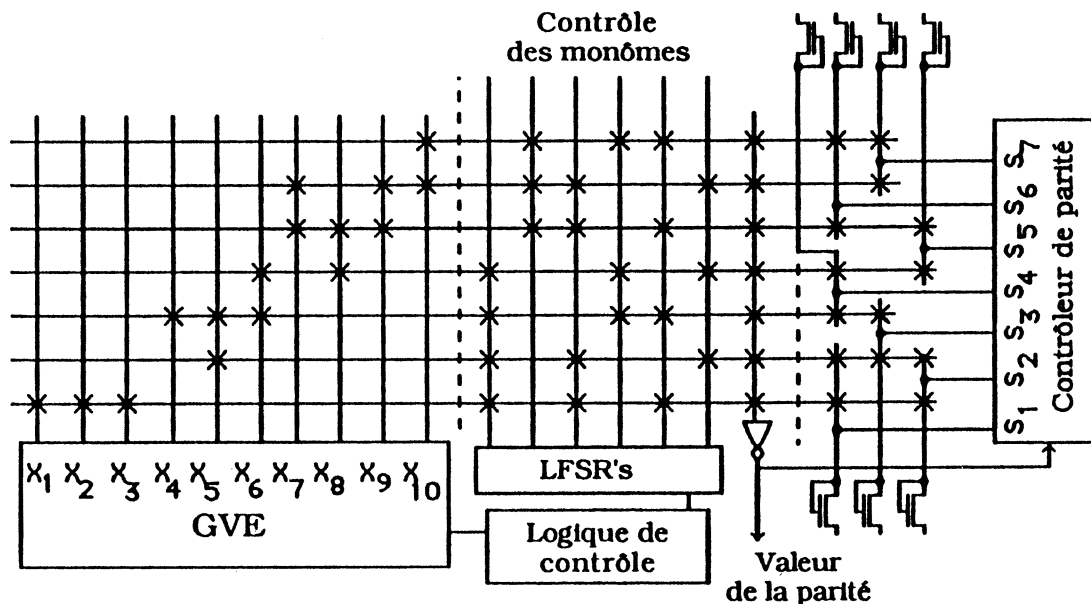 Contrôle
des monômes
S7
S6
S5
S4
S3
S2
S1
Contrôleur de parité
X1 X2 X3 X4 X5 X6 X7 X8 X9 X10
GVE
LFSR's
Logique de
contrôle
Valeur
de la parité